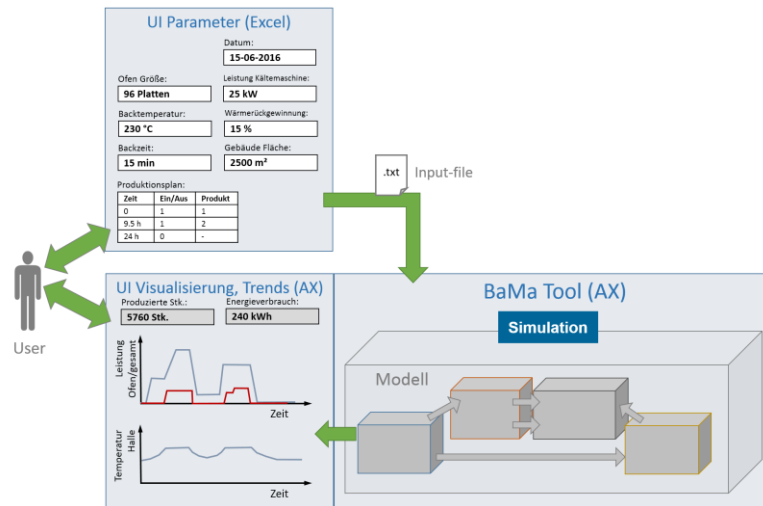 UI Parameter (Excel)
Datum:
15-06-2016
Ofen Größe:
Leistung Kältemaschine:
96 Platten
25 kW
Backtemperatur:
Wärmerückgewinnung:
230 °C
15 %
Backzeit:
Gebäude Fläche:
15 min
2500 m²
Produktionsplan:
Zeit Ein/Aus Produkt
0 1 1
9.5 h 1 2
24 h 0 -
.txt
Input-file
User
UI Visualisierung, Trends (AX)
Produzierte Stk.:
Energieverbrauch:
5760 Stk.
240 kWh
Leistung
Ofen/gesamt
Zeit
Temperatur
Halle
Zeit
BaMa Tool (AX)
Simulation
Modell